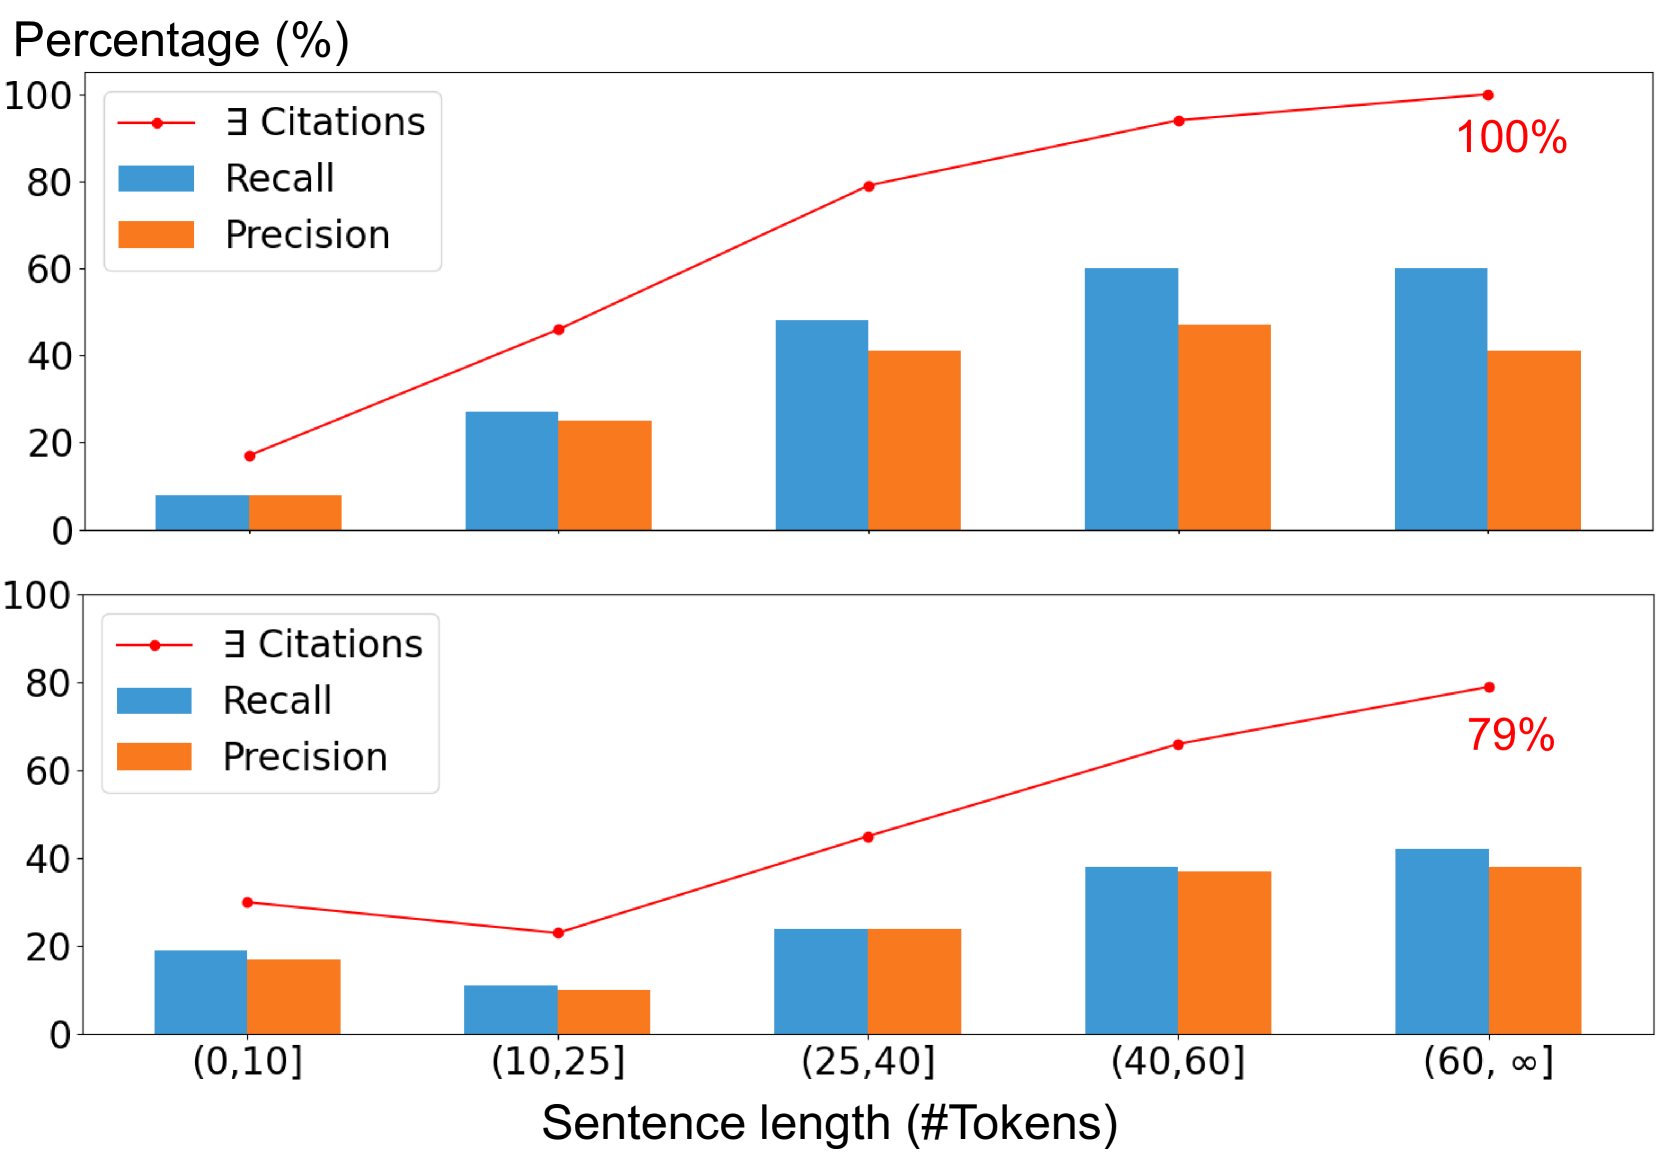 Percentage (%)
100
80
60
40
20
0
∃ Citations
Recall
Precision
100%
100
80
60
40
20
0
∃ Citations
Recall
Precision
79%
(0,10] (10,25] (25,40] (40,60] (60, ∞]
Sentence length (#Tokens)